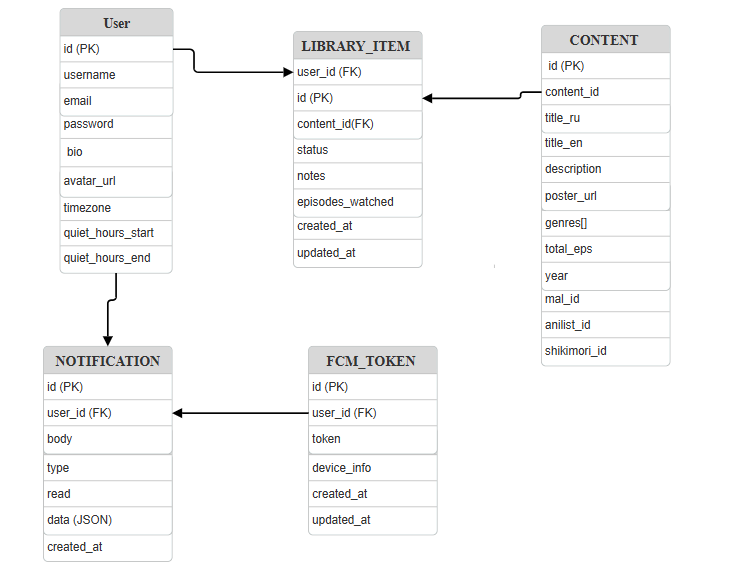 User
id (PK)
username
email
password
bio
avatar_url
timezone
quiet_hours_start
quiet_hours_end
LIBRARY_ITEM
user_id (FK)
id (PK)
content_id(FK)
status
notes
episodes_watched
created_at
updated_at
CONTENT
id (PK)
content_id
title_ru
title_en
description
poster_url
genres[]
total_eps
year
mal_id
anilist_id
shikimori_id
NOTIFICATION
id (PK)
user_id (FK)
body
type
read
data (JSON)
created_at
FCM_TOKEN
id (PK)
user_id (FK)
token
device_info
created_at
updated_at